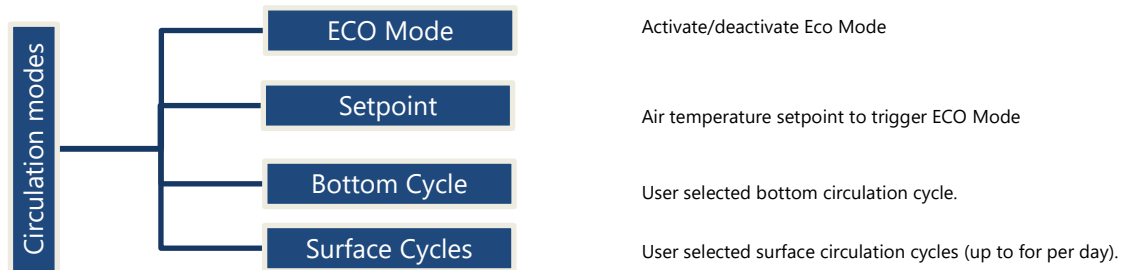 Circulation modes
ECO Mode
Activate/deactivate Eco Mode
Setpoint
Air temperature setpoint to trigger ECO Mode
Bottom Cycle
User selected bottom circulation cycle.
Surface Cycles
User selected surface circulation cycles (up to for per day).